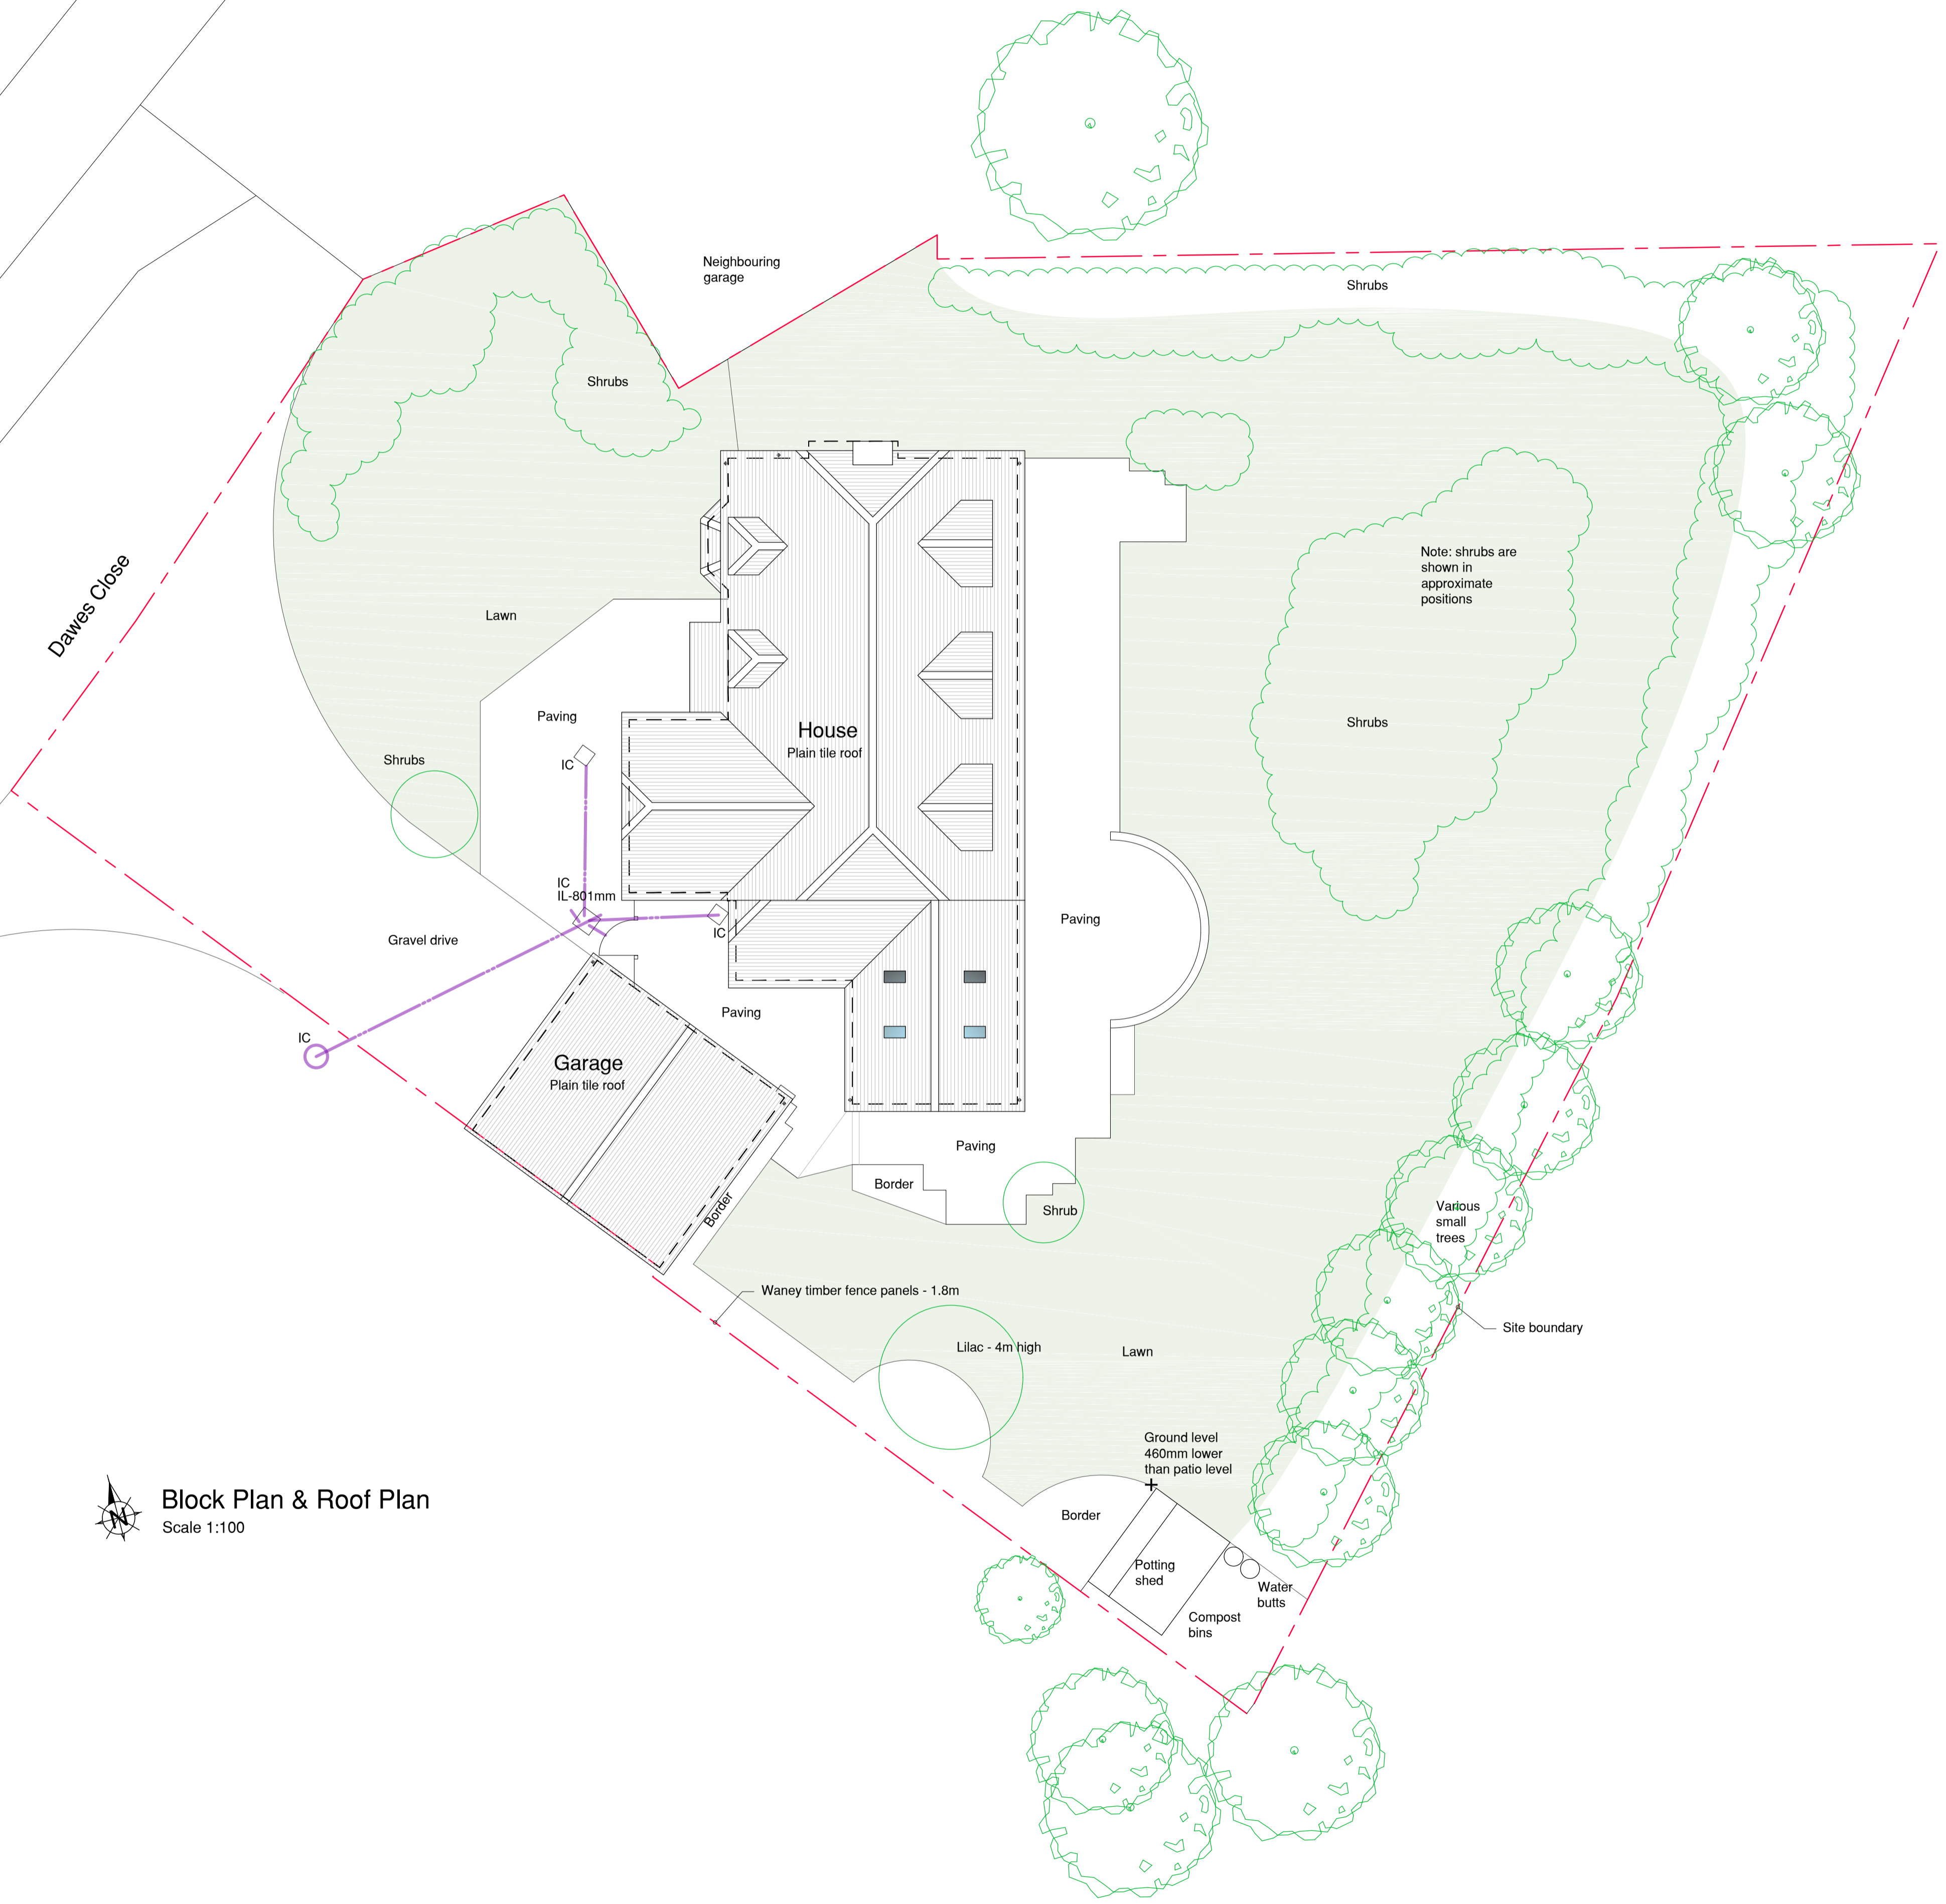 Neighbouring
garage
Shrubs
Shrubs
Note: shrubs are
shown in
approximate
positions
Dawes Close
Lawn
Paving
Shrubs
House
Plain tile roof
Shrubs
IC
IC
IL-801mm
IC
Paving
Gravel drive
Paving
IC
Garage
Plain tile roof
Paving
Border
Border
Shrub
Various
small
trees
Waney timber fence panels - 1.8m
Site boundary
Lilac - 4m high
Lawn
Ground level
460mm lower
than patio level
N
Block Plan & Roof Plan
Scale 1:100
Border
Potting
shed
Water
butts
Compost
bins